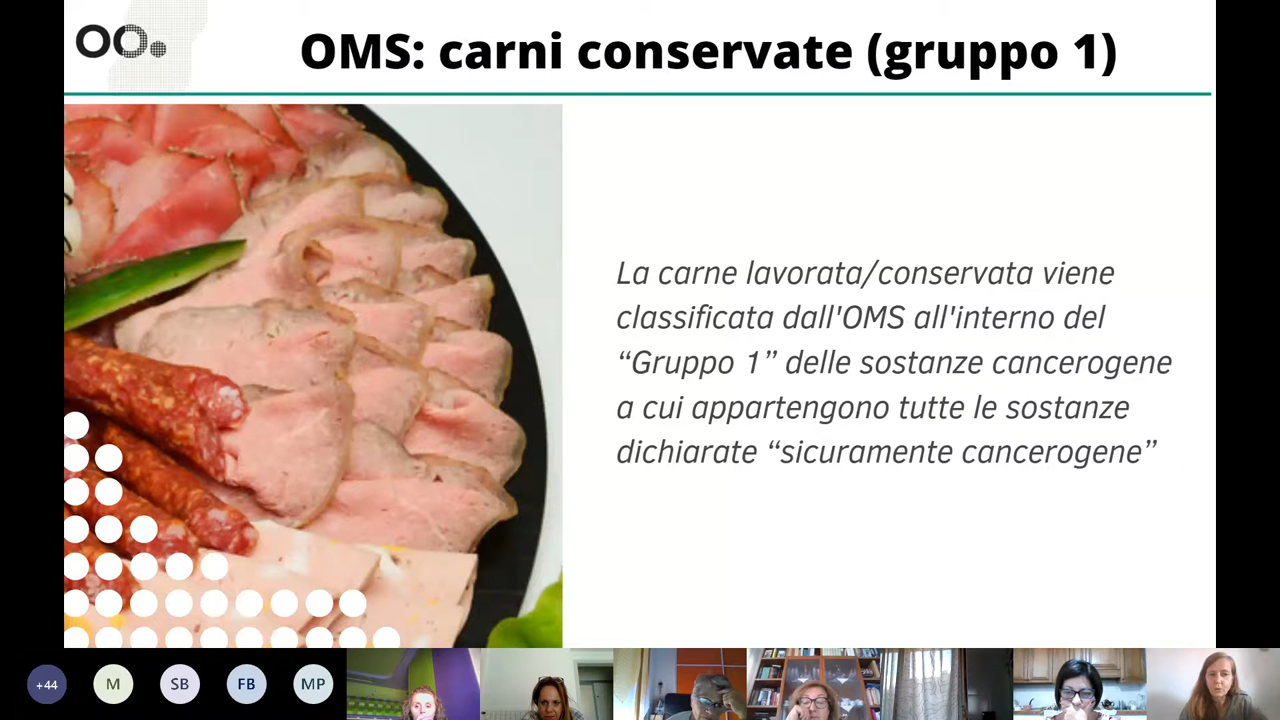 OO.
OMS: carni conservate (gruppo 1)
La carne lavorata/conservata viene
classificata dall'OMS all'interno del
“Gruppo 1” delle sostanze cancerogene
a cui appartengono tutte le sostanze
dichiarate “sicuramente cancerogene”
+44
M
SB
FB
MP